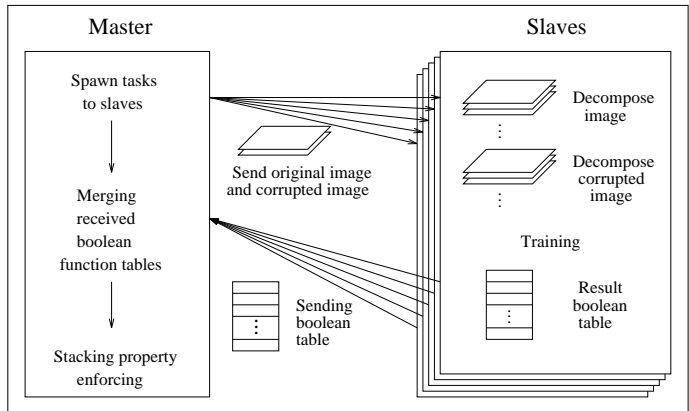 Master
Slaves
Spawn tasks
to slaves
Merging
received
boolean
function tables
Stacking property
enforcing
Send original image
and corrupted image
Sending
boolean
table
Decompose
image
Decompose
corrupted
image
Training
Result
boolean
table